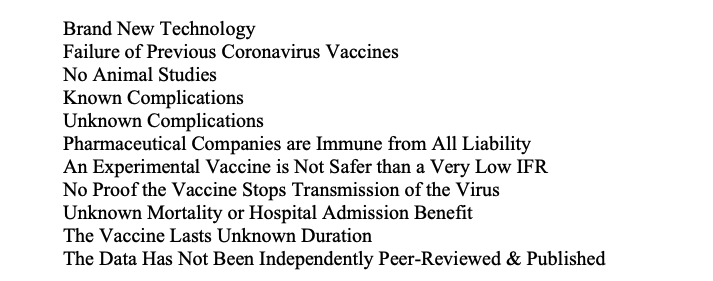 Brand New Technology
Failure of Previous Coronavirus Vaccines
No Animal Studies
Known Complications
Unknown Complications
Pharmaceutical Companies are Immune from All Liability
An Experimental Vaccine is Not Safer than a Very Low IFR
No Proof the Vaccine Stops Transmission of the Virus
Unknown Mortality or Hospital Admission Benefit
The Vaccine Lasts Unknown Duration
The Data Has Not Been Independently Peer-Reviewed & Published